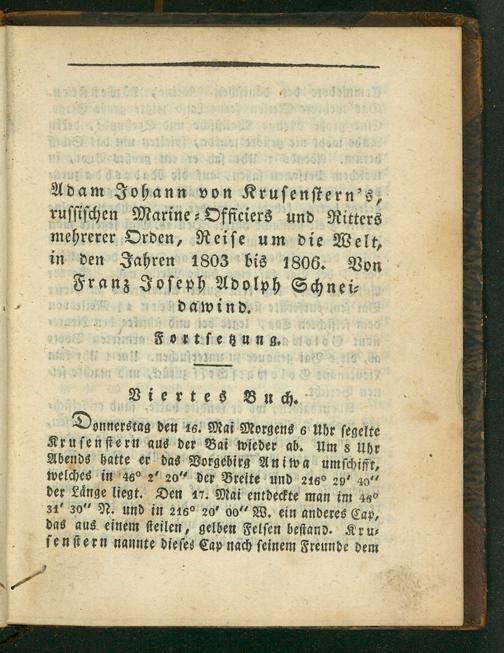 Adam Johann von Krusenstern's,
russischen Marine-Officiers und Ritters
mehrerer Orden, Reise um die Welt,
in den Jahren 1803 bis 1806. Von
Franz Joseph Adolph Schnei-
dawind.
Fortsetzung.
Viertes Buch.
Donnerstag den 16. Mai Morgens 6 Uhr segelte
Krusenstern aus der Bai wieder ab. Um 8 Uhr
Abends hatte er das Vorgebirg Aniwa umschifft,
welches in 46° 2' 20" der Breite und 216° 29' 40"
der Länge liegt. Den 17. Mai entdeckte man im 46°
31' 30" N. und in 216° 20' 00" W. ein anderes Cap,
das aus einem steilen, gelben Felsen bestand. Kru-
senstern nannte dieses Cap nach seinem Freunde dem